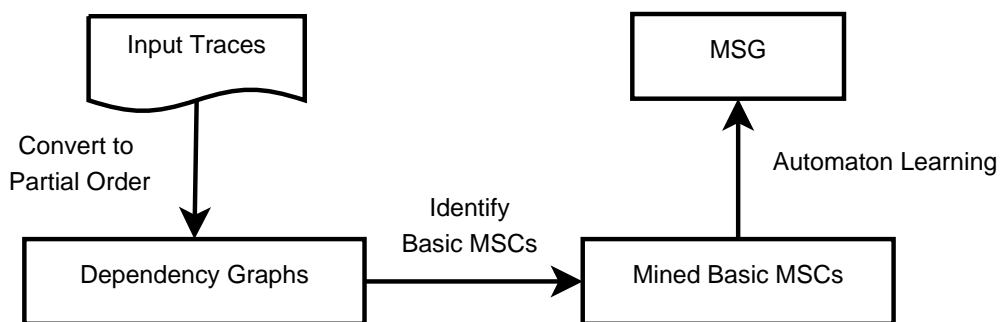 Input Traces
MSG
Convert to
Partial Order
Automaton Learning
Identify
Basic MSCs
Dependency Graphs
Mined Basic MSCs